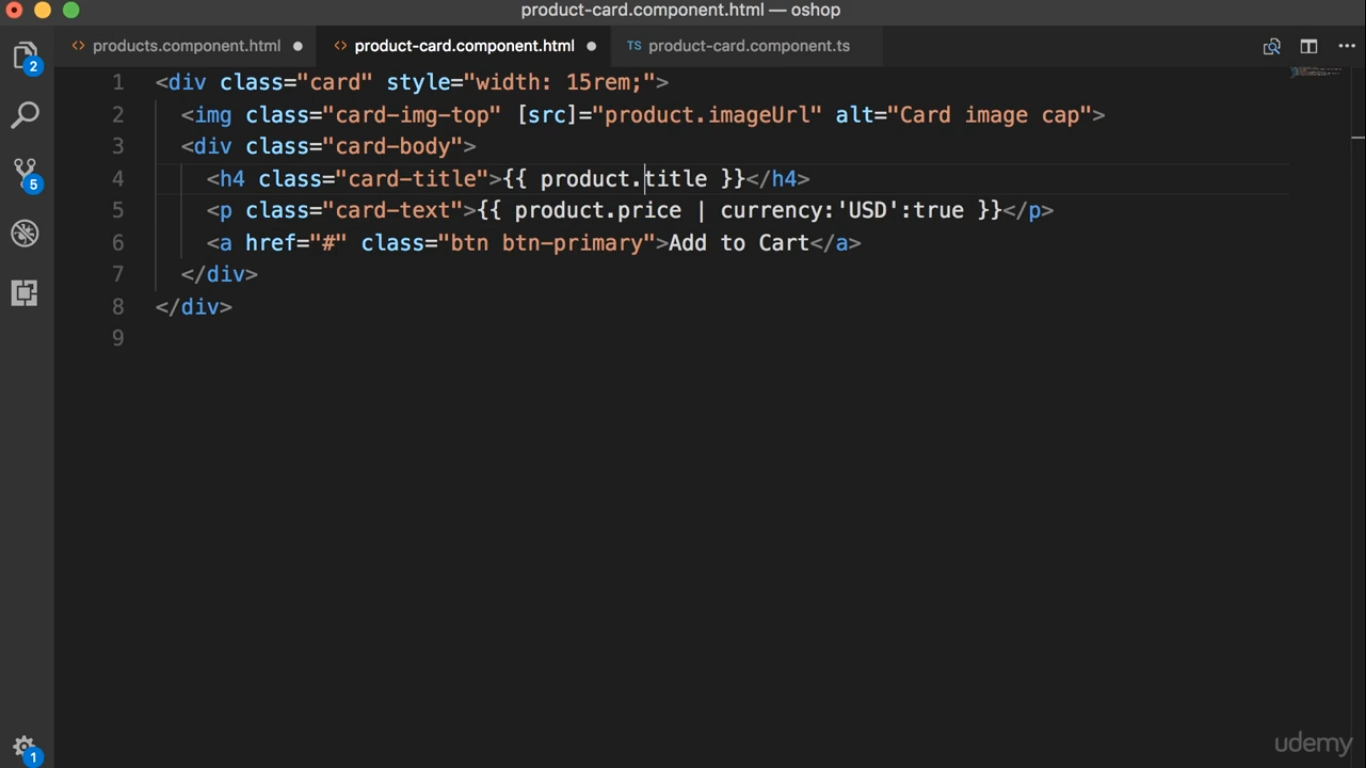 product-card.component.html — oshop
<> products.component.html ● <> product-card.component.html ● TS product-card.component.ts
2
5
1 <div class="card" style="width: 15rem;">
2 <img class="card-img-top" [src]="product.imageUrl" alt="Card image cap">
3 <div class="card-body">
4 <h4 class="card-title">{{ product.title }}</h4>
5 <p class="card-text">{{ product.price | currency:'USD':true }}</p>
6 <a href="#" class="btn btn-primary">Add to Cart</a>
7 </div>
8 </div>
9
1
udemy